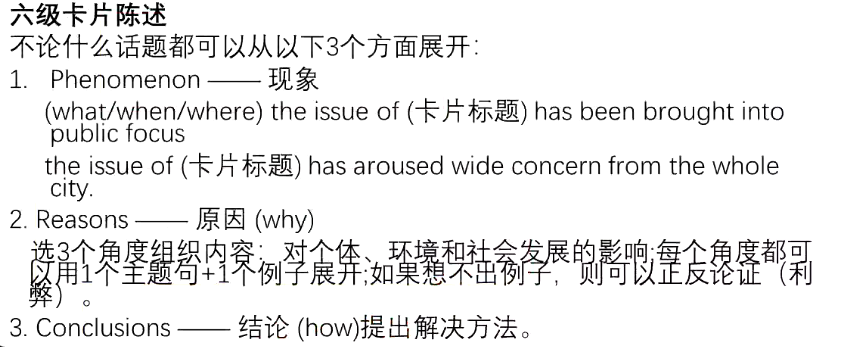 六级卡片陈述
不论什么话题都可以从以下3个方面展开：
1. Phenomenon —— 现象
(what/when/where) the issue of (卡片标题) has been brought into
public focus
the issue of (卡片标题) has aroused wide concern from the whole
city.
2. Reasons —— 原因 (why)
选3个角度组织内容：对个体、环境和社会发展的影响;每个角度都可
以用1个主题句+1个例子展开;如果想不出例子，则可以正反论证（利
弊）。
3. Conclusions —— 结论 (how)提出解决方法。